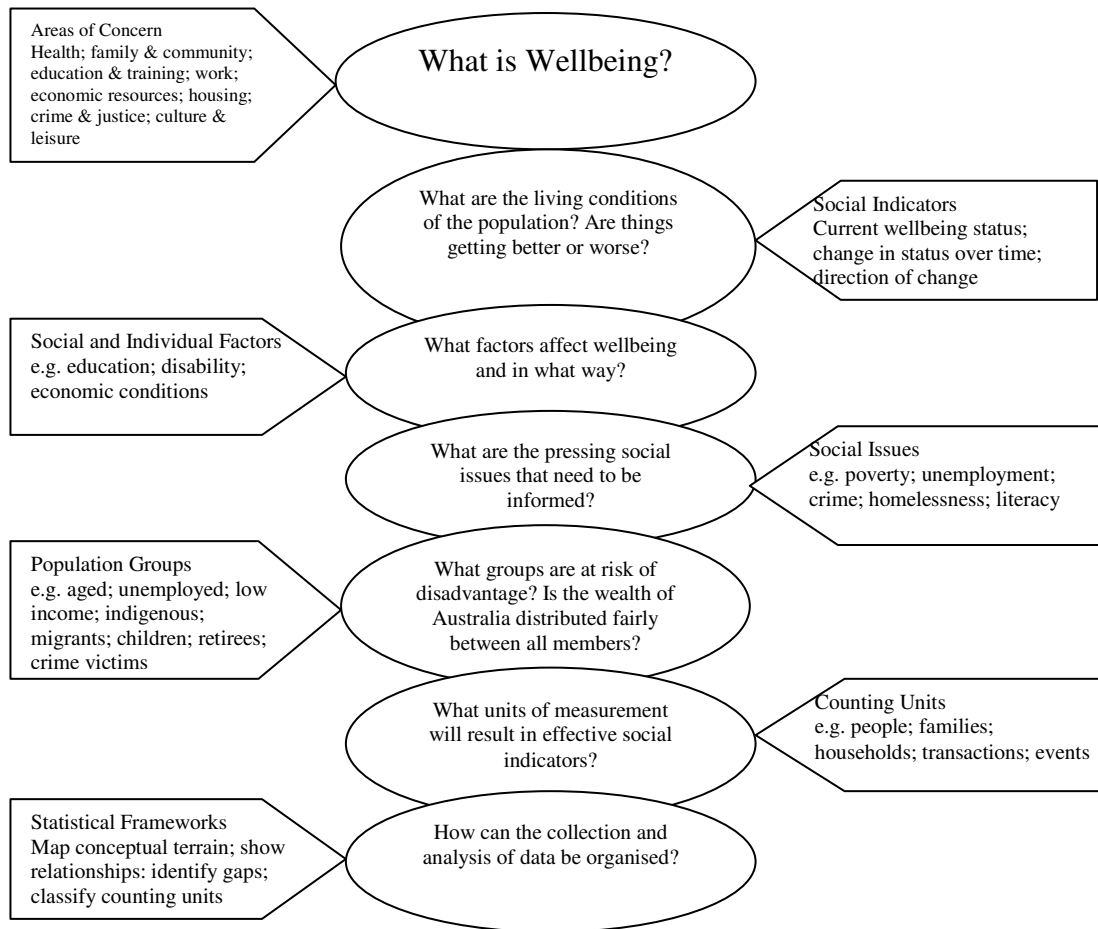 Areas of Concern
Health; family & community;
education & training; work;
economic resources; housing;
crime & justice; culture &
leisure
What is Wellbeing?
What are the living conditions
of the population? Are things
getting better or worse?
Social Indicators
Current wellbeing status;
change in status over time;
direction of change
Social and Individual Factors
e.g. education; disability;
economic conditions
What factors affect wellbeing
and in what way?
What are the pressing social
issues that need to be
informed?
Social Issues
e.g. poverty; unemployment;
crime; homelessness; literacy
Population Groups
e.g. aged; unemployed; low
income; indigenous;
migrants; children; retirees;
crime victims
What groups are at risk of
disadvantage? Is the wealth of
Australia distributed fairly
between all members?
What units of measurement
will result in effective social
indicators?
Counting Units
e.g. people; families;
households; transactions; events
Statistical Frameworks
Map conceptual terrain; show
relationships: identify gaps;
classify counting units
How can the collection and
analysis of data be organised?